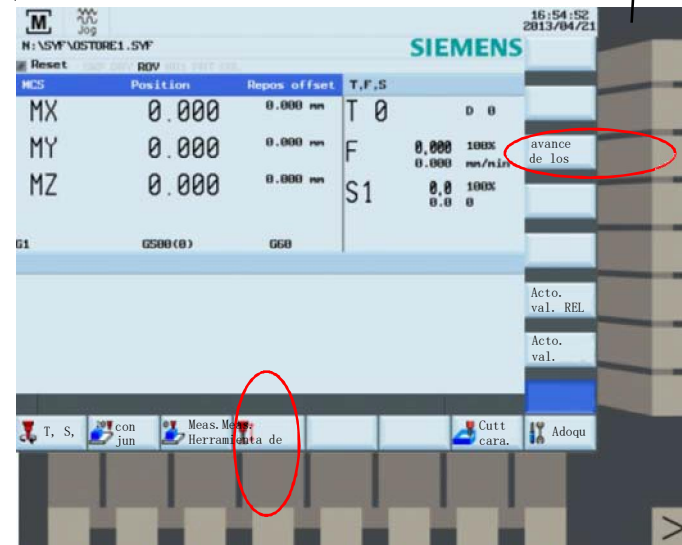 M
Jog
16:54:52
2013/04/21
N:\SYF\OSTORE1.SYF
SIEMENS
Reset
ROV
MCS Position Repos offset T,F,S
MX 0.000 0.000 mm T 0 D 0
MY 0.000 0.000 mm F 0,000 100% avance
0.000 mm/min de los
MZ 0.000 0.000 mm S1 0,0 100%
0.0 0
G1 G500(0) G60
Acto.
val. REL
Acto.
val.
T, S,
con
jun
Meas. Meas.
Herramienta de
Cutt
cara.
Adoqu
>